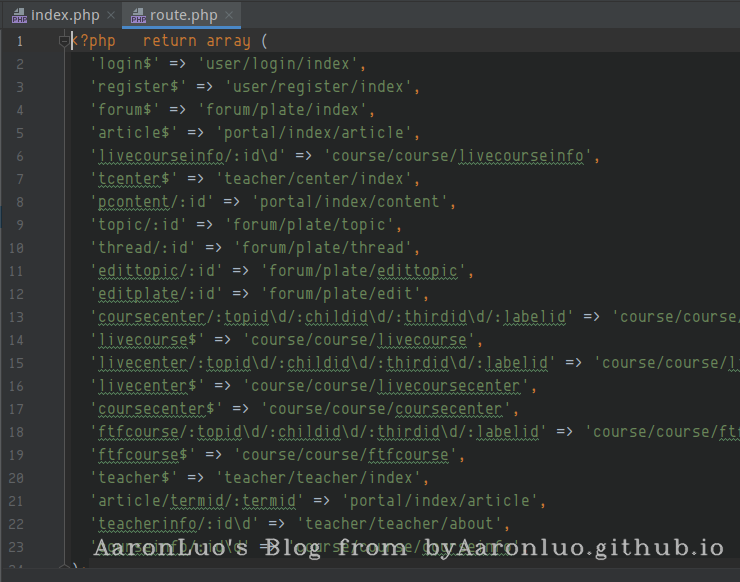 index.php × route.php ×
1 <?php return array (
2 'login$' => 'user/login/index',
3 'register$' => 'user/register/index',
4 'forum$' => 'forum/plate/index',
5 'article$' => 'portal/index/article',
6 'livecourseinfo/:id\d' => 'course/course/livecourseinfo',
7 'tcenter$' => 'teacher/center/index',
8 'pcontent/:id' => 'portal/index/content',
9 'topic/:id' => 'forum/plate/topic',
10 'thread/:id' => 'forum/plate/thread',
11 'edittopic/:id' => 'forum/plate/edittopic',
12 'editplate/:id' => 'forum/plate/edit',
13 'coursecenter/:topid\d/:childid\d/:thirdid\d/:labelid' => 'course/course/
14 'livecourse$' => 'course/course/livecourse',
15 'livecenter/:topid\d/:childid\d/:thirdid\d/:labelid' => 'course/course/li
16 'livecenter$' => 'course/course/livecoursecenter',
17 'coursecenter$' => 'course/course/coursecenter',
18 'ftfcourse/:topid\d/:childid\d/:thirdid\d/:labelid' => 'course/course/ftf
19 'ftfcourse$' => 'course/course/ftfcourse',
20 'teacher$' => 'teacher/teacher/index',
21 'article/termid/:termid' => 'portal/index/article',
22 'teacherinfo/:id\d' => 'teacher/teacher/about',
23 'courseinfo/:id\d' => 'course/course/courseinfo'
AaronLuo's Blog from byAaronluo.github.io